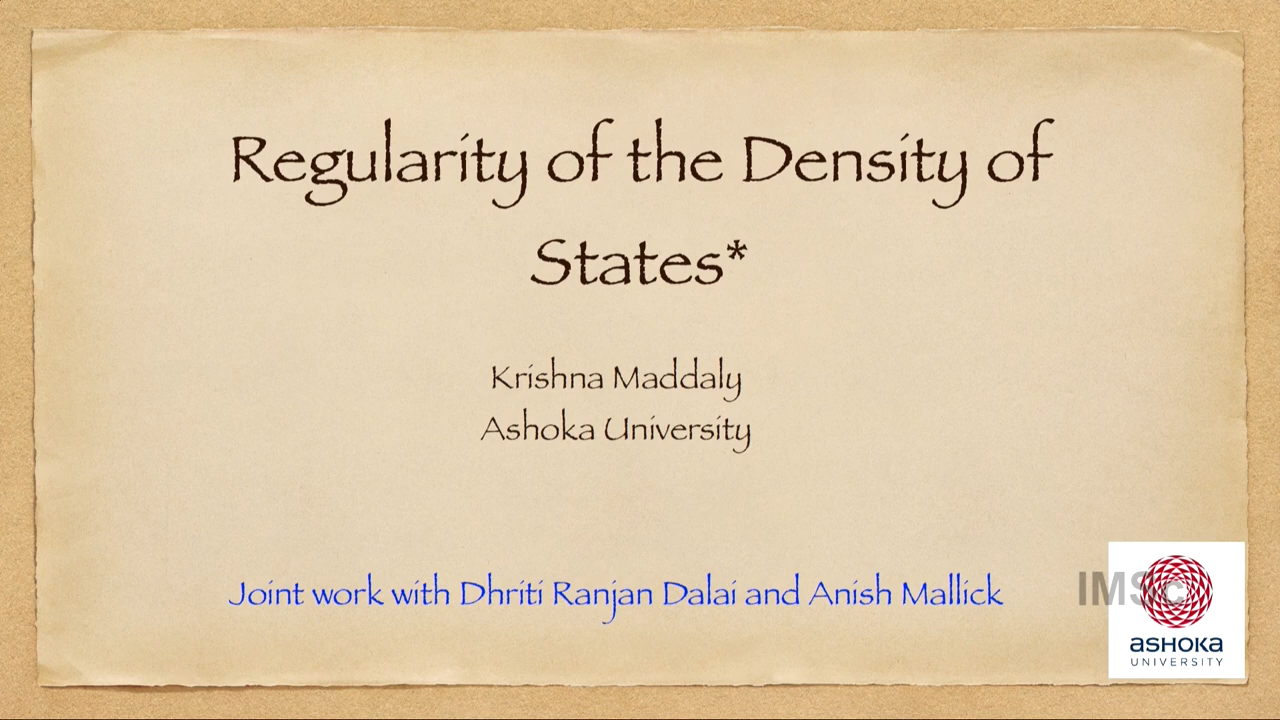 Regularity of the Density of
States*
Krishna Maddaly
Ashoka University
Joint work with Dhriti Ranjan Dalai and Anish Mallick
IMSc
ASHOKA
UNIVERSITY